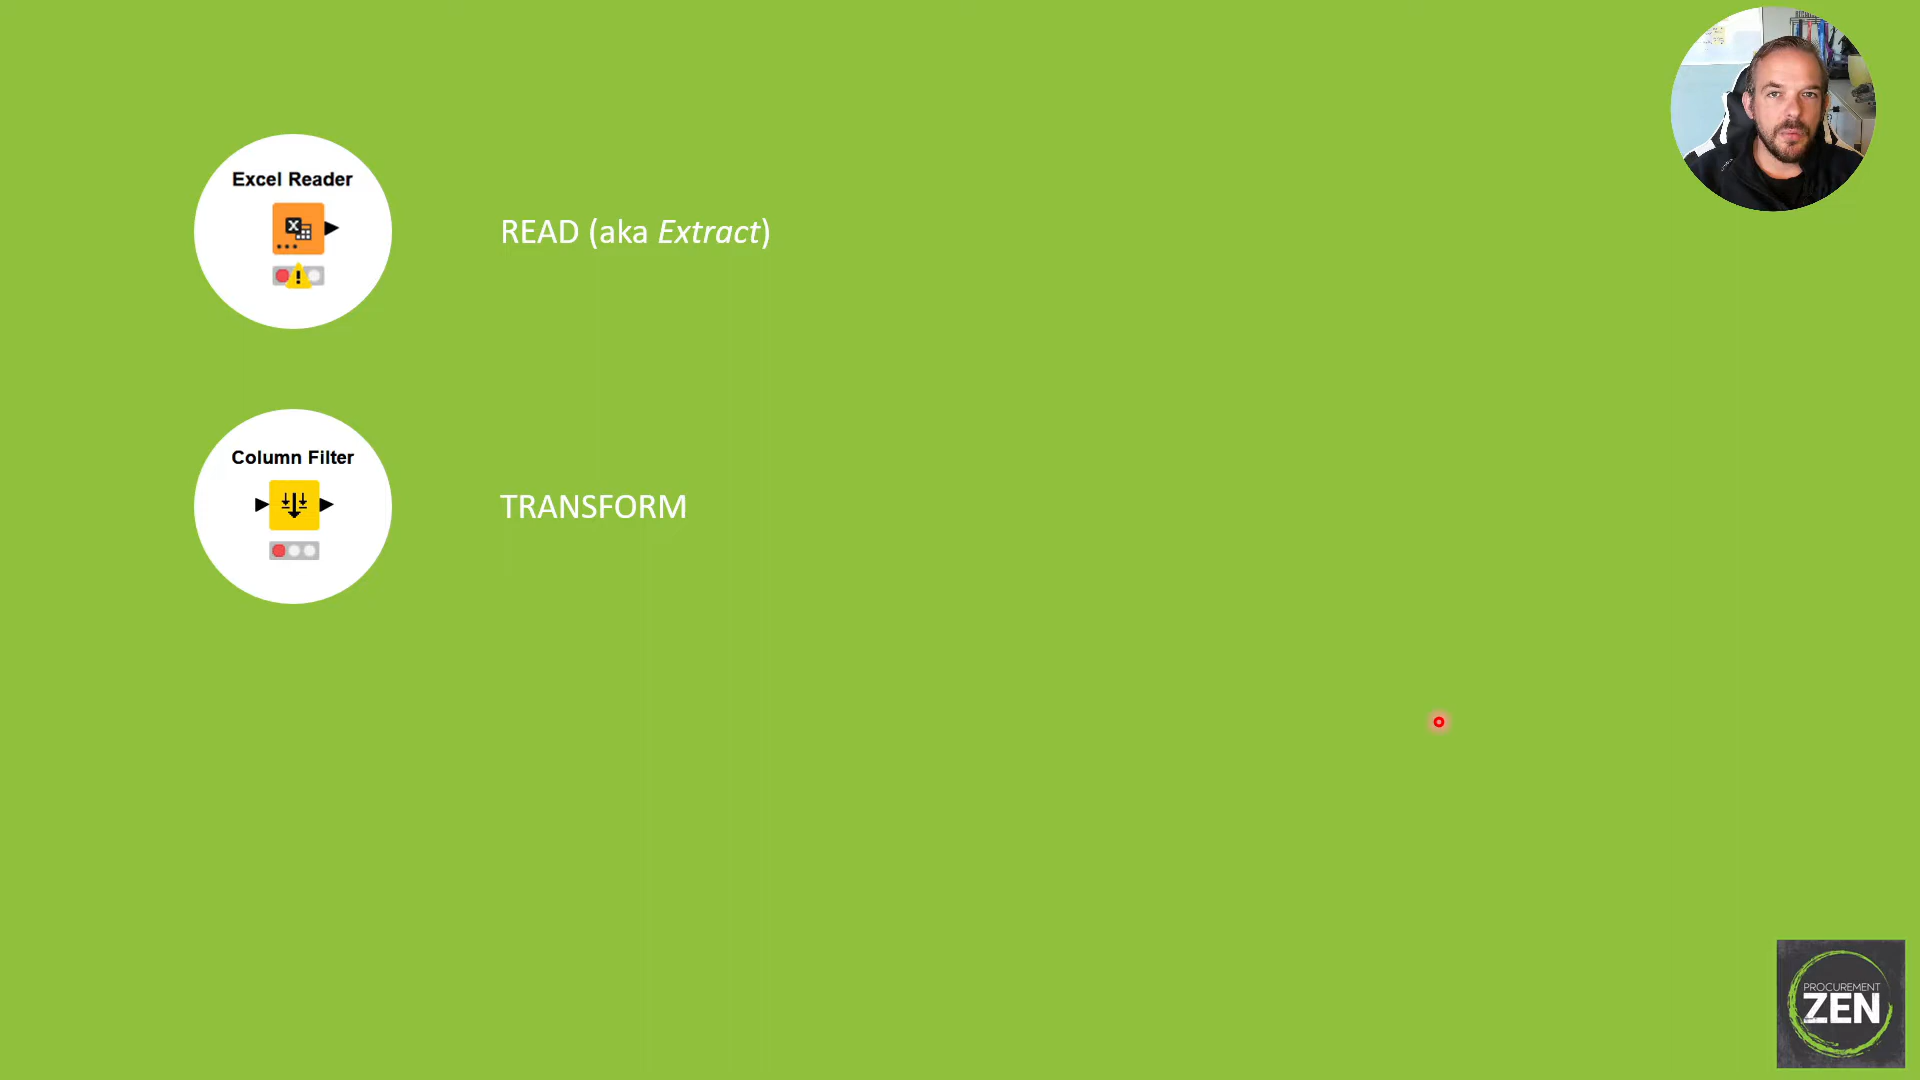 Excel Reader
READ (aka Extract)
Column Filter
TRANSFORM
PROCUREMENT
ZEN